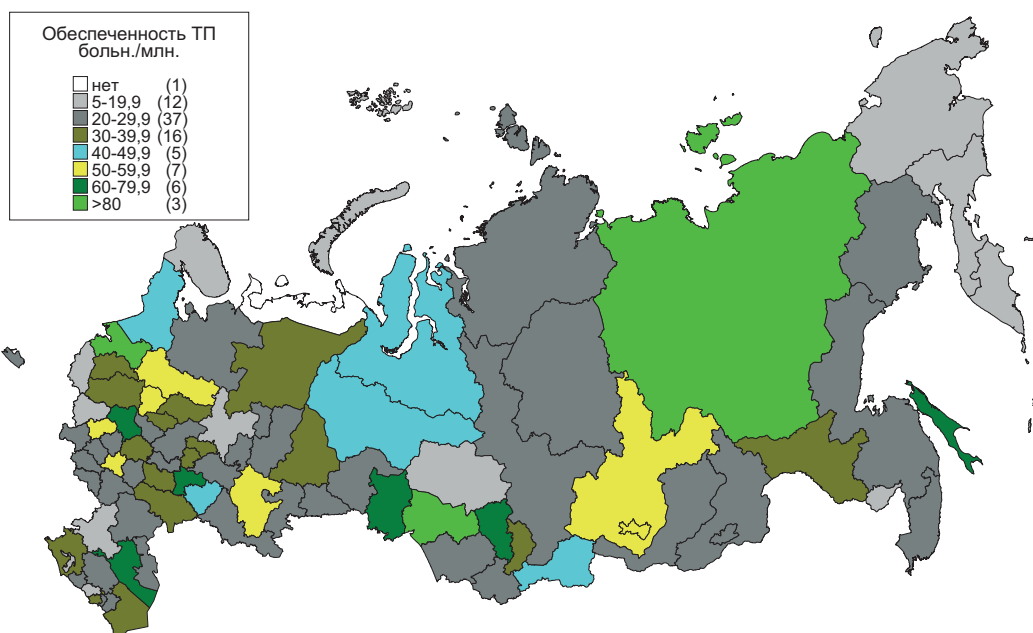 Обеспеченность ТП
больн./млн.
нет (1)
5-19,9 (12)
20-29,9 (37)
30-39,9 (16)
40-49,9 (5)
50-59,9 (7)
60-79,9 (6)
>80 (3)